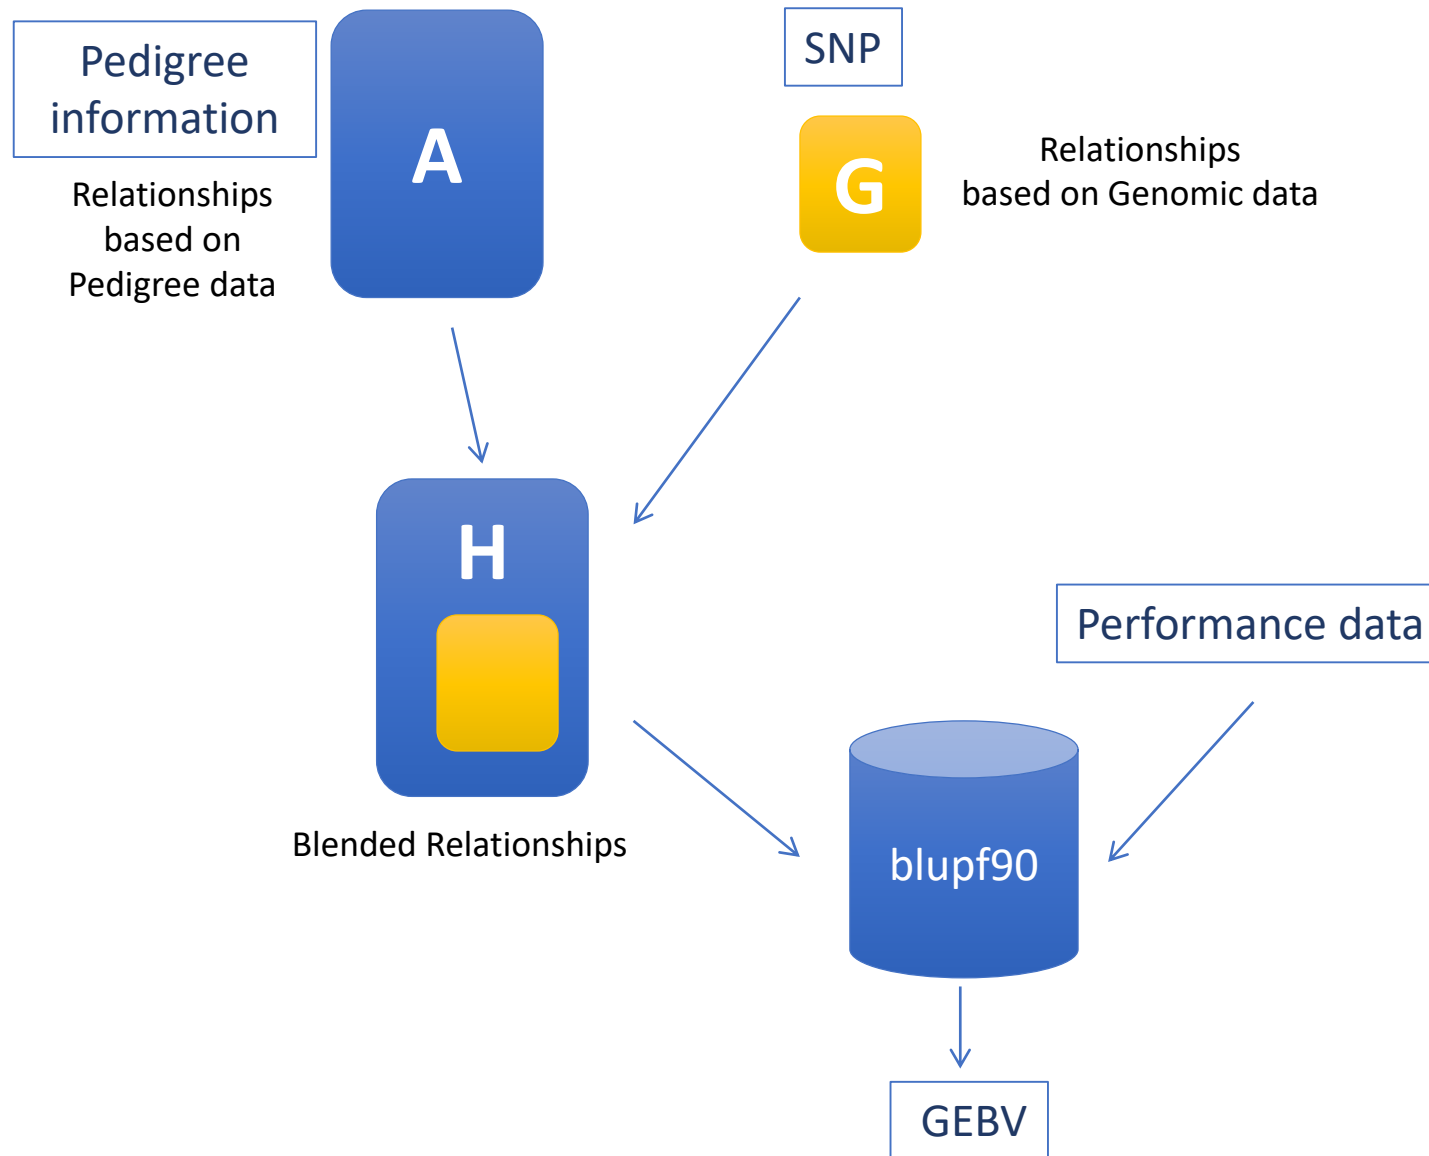 Pedigree
information
A
Relationships
based on
Pedigree data
SNP
G
Relationships
based on Genomic data
H
Blended Relationships
Performance data
blupf90
GEBV